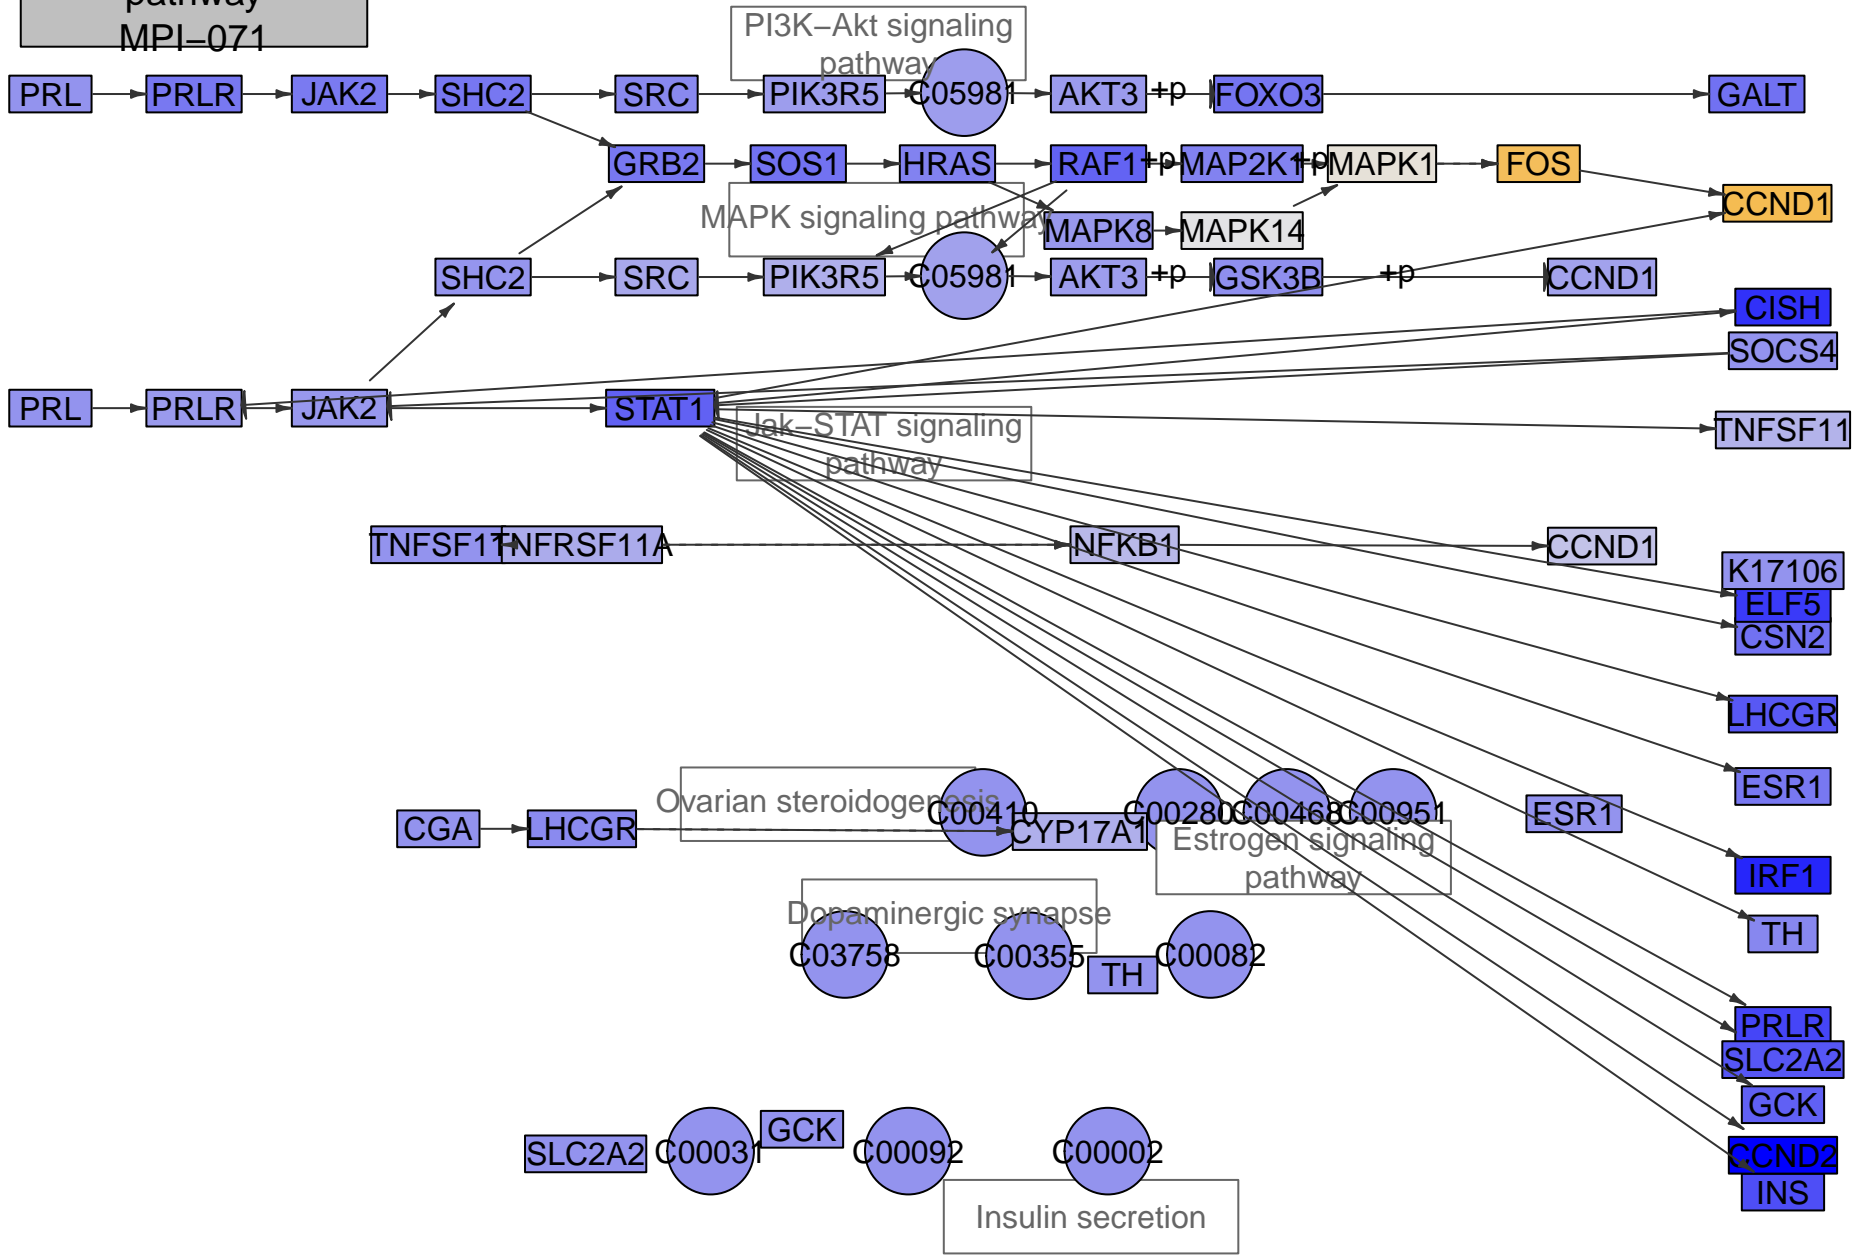 pathway
MPI−071
PI3K−Akt signaling
pathway
PRL
PRLR
JAK2
SHC2
SRC
PIK3R5
C05981
AKT3
+p
FOXO3
GALT
GRB2
SOS1
HRAS
RAF1
+p
MAP2K1
+p
MAPK1
FOS
CCND1
MAPK signaling pathway
MAPK8
MAPK14
SHC2
SRC
PIK3R5
C05981
AKT3
+p
GSK3B
+p
CCND1
CISH
SOCS4
PRL
PRLR
JAK2
STAT1
Jak−STAT signaling
pathway
TNFSF11
TNFSF11
TNFRSF11A
NFKB1
CCND1
K17106
ELF5
CSN2
LHCGR
ESR1
Ovarian steroidogenesis
C00410
C00280
C00468
C00951
ESR1
CGA
LHCGR
CYP17A1
Estrogen signaling
pathway
IRF1
Dopaminergic synapse
TH
C03758
C00355
TH
C00082
PRLR
SLC2A2
GCK
SLC2A2
C00031
GCK
C00092
C00002
CCND2
INS
Insulin secretion